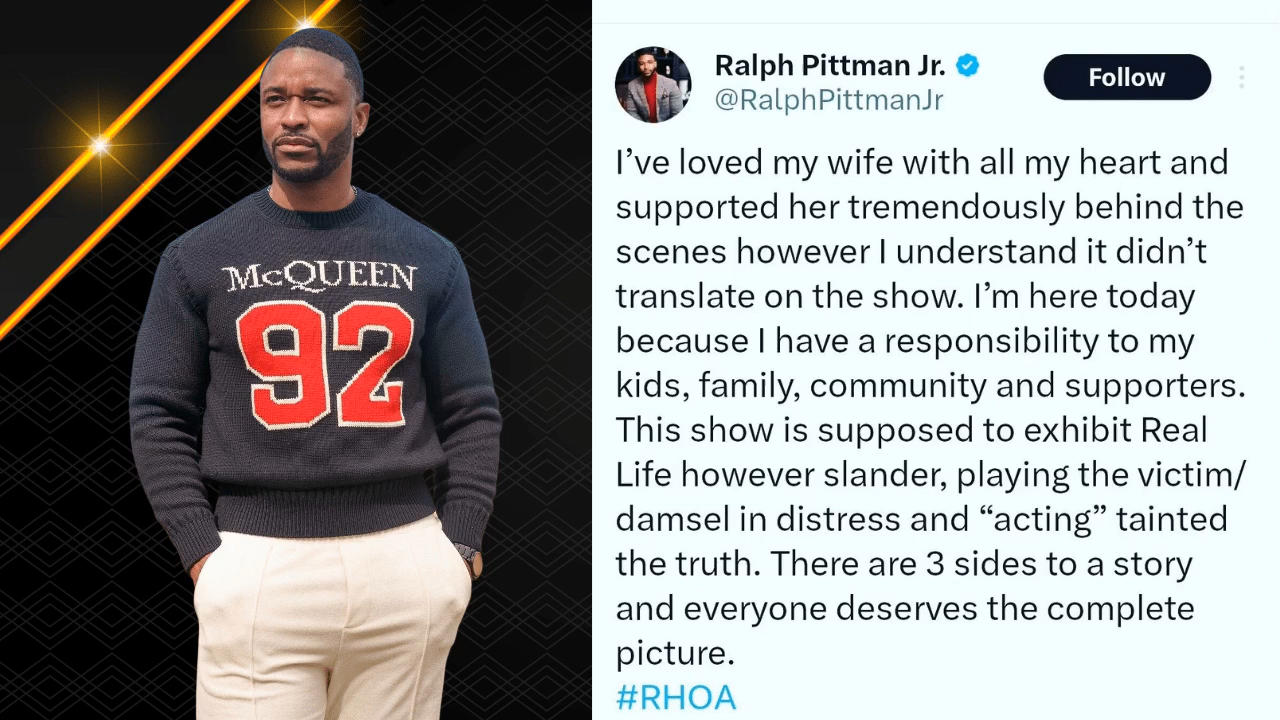 McQUEEN
92
Ralph Pittman Jr.
@RalphPittmanJr
Follow
I’ve loved my wife with all my heart and
supported her tremendously behind the
scenes however I understand it didn’t
translate on the show. I’m here today
because I have a responsibility to my
kids, family, community and supporters.
This show is supposed to exhibit Real
Life however slander, playing the victim/
damsel in distress and “acting” tainted
the truth. There are 3 sides to a story
and everyone deserves the complete
picture.
#RHOA